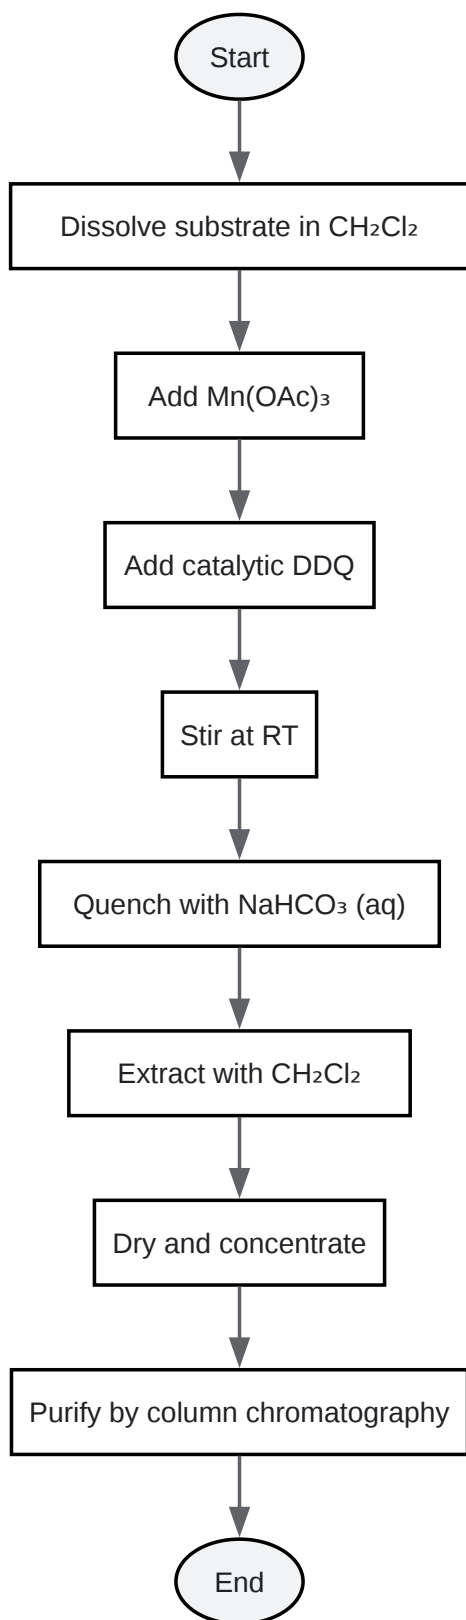 Start
Dissolve substrate in CH₂Cl₂
Add Mn(OAc)₃
Add catalytic DDQ
Stir at RT
Quench with NaHCO₃ (aq)
Extract with CH₂Cl₂
Dry and concentrate
Purify by column chromatography
End